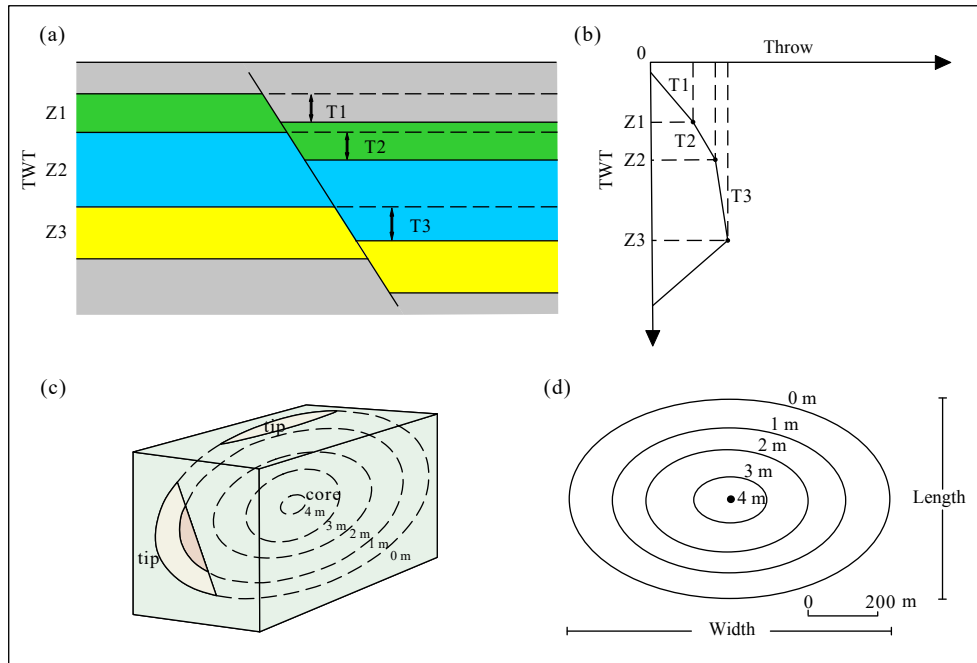 (a)
Z1
Z2
Z3
TWT
T1
T2
T3
(b)
0
Throw
T1
Z1
T2
Z2
TWT
T3
Z3
(c)
tip
core
4 m
3 m
2 m
1 m
0 m
tip
(d)
0 m
1 m
2 m
3 m
4 m
Length
0 200 m
Width